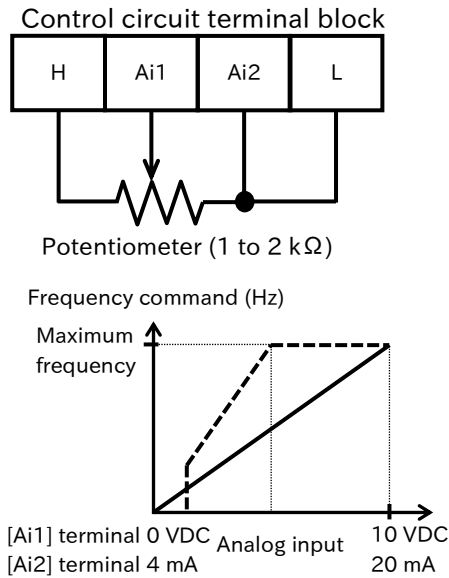 Control circuit terminal block
H Ai1 Ai2 L
Potentiometer (1 to 2 kΩ)
Frequency command (Hz)
Maximum
frequency
[Ai1] terminal 0 VDC Analog input 10 VDC
[Ai2] terminal 4 mA 20 mA